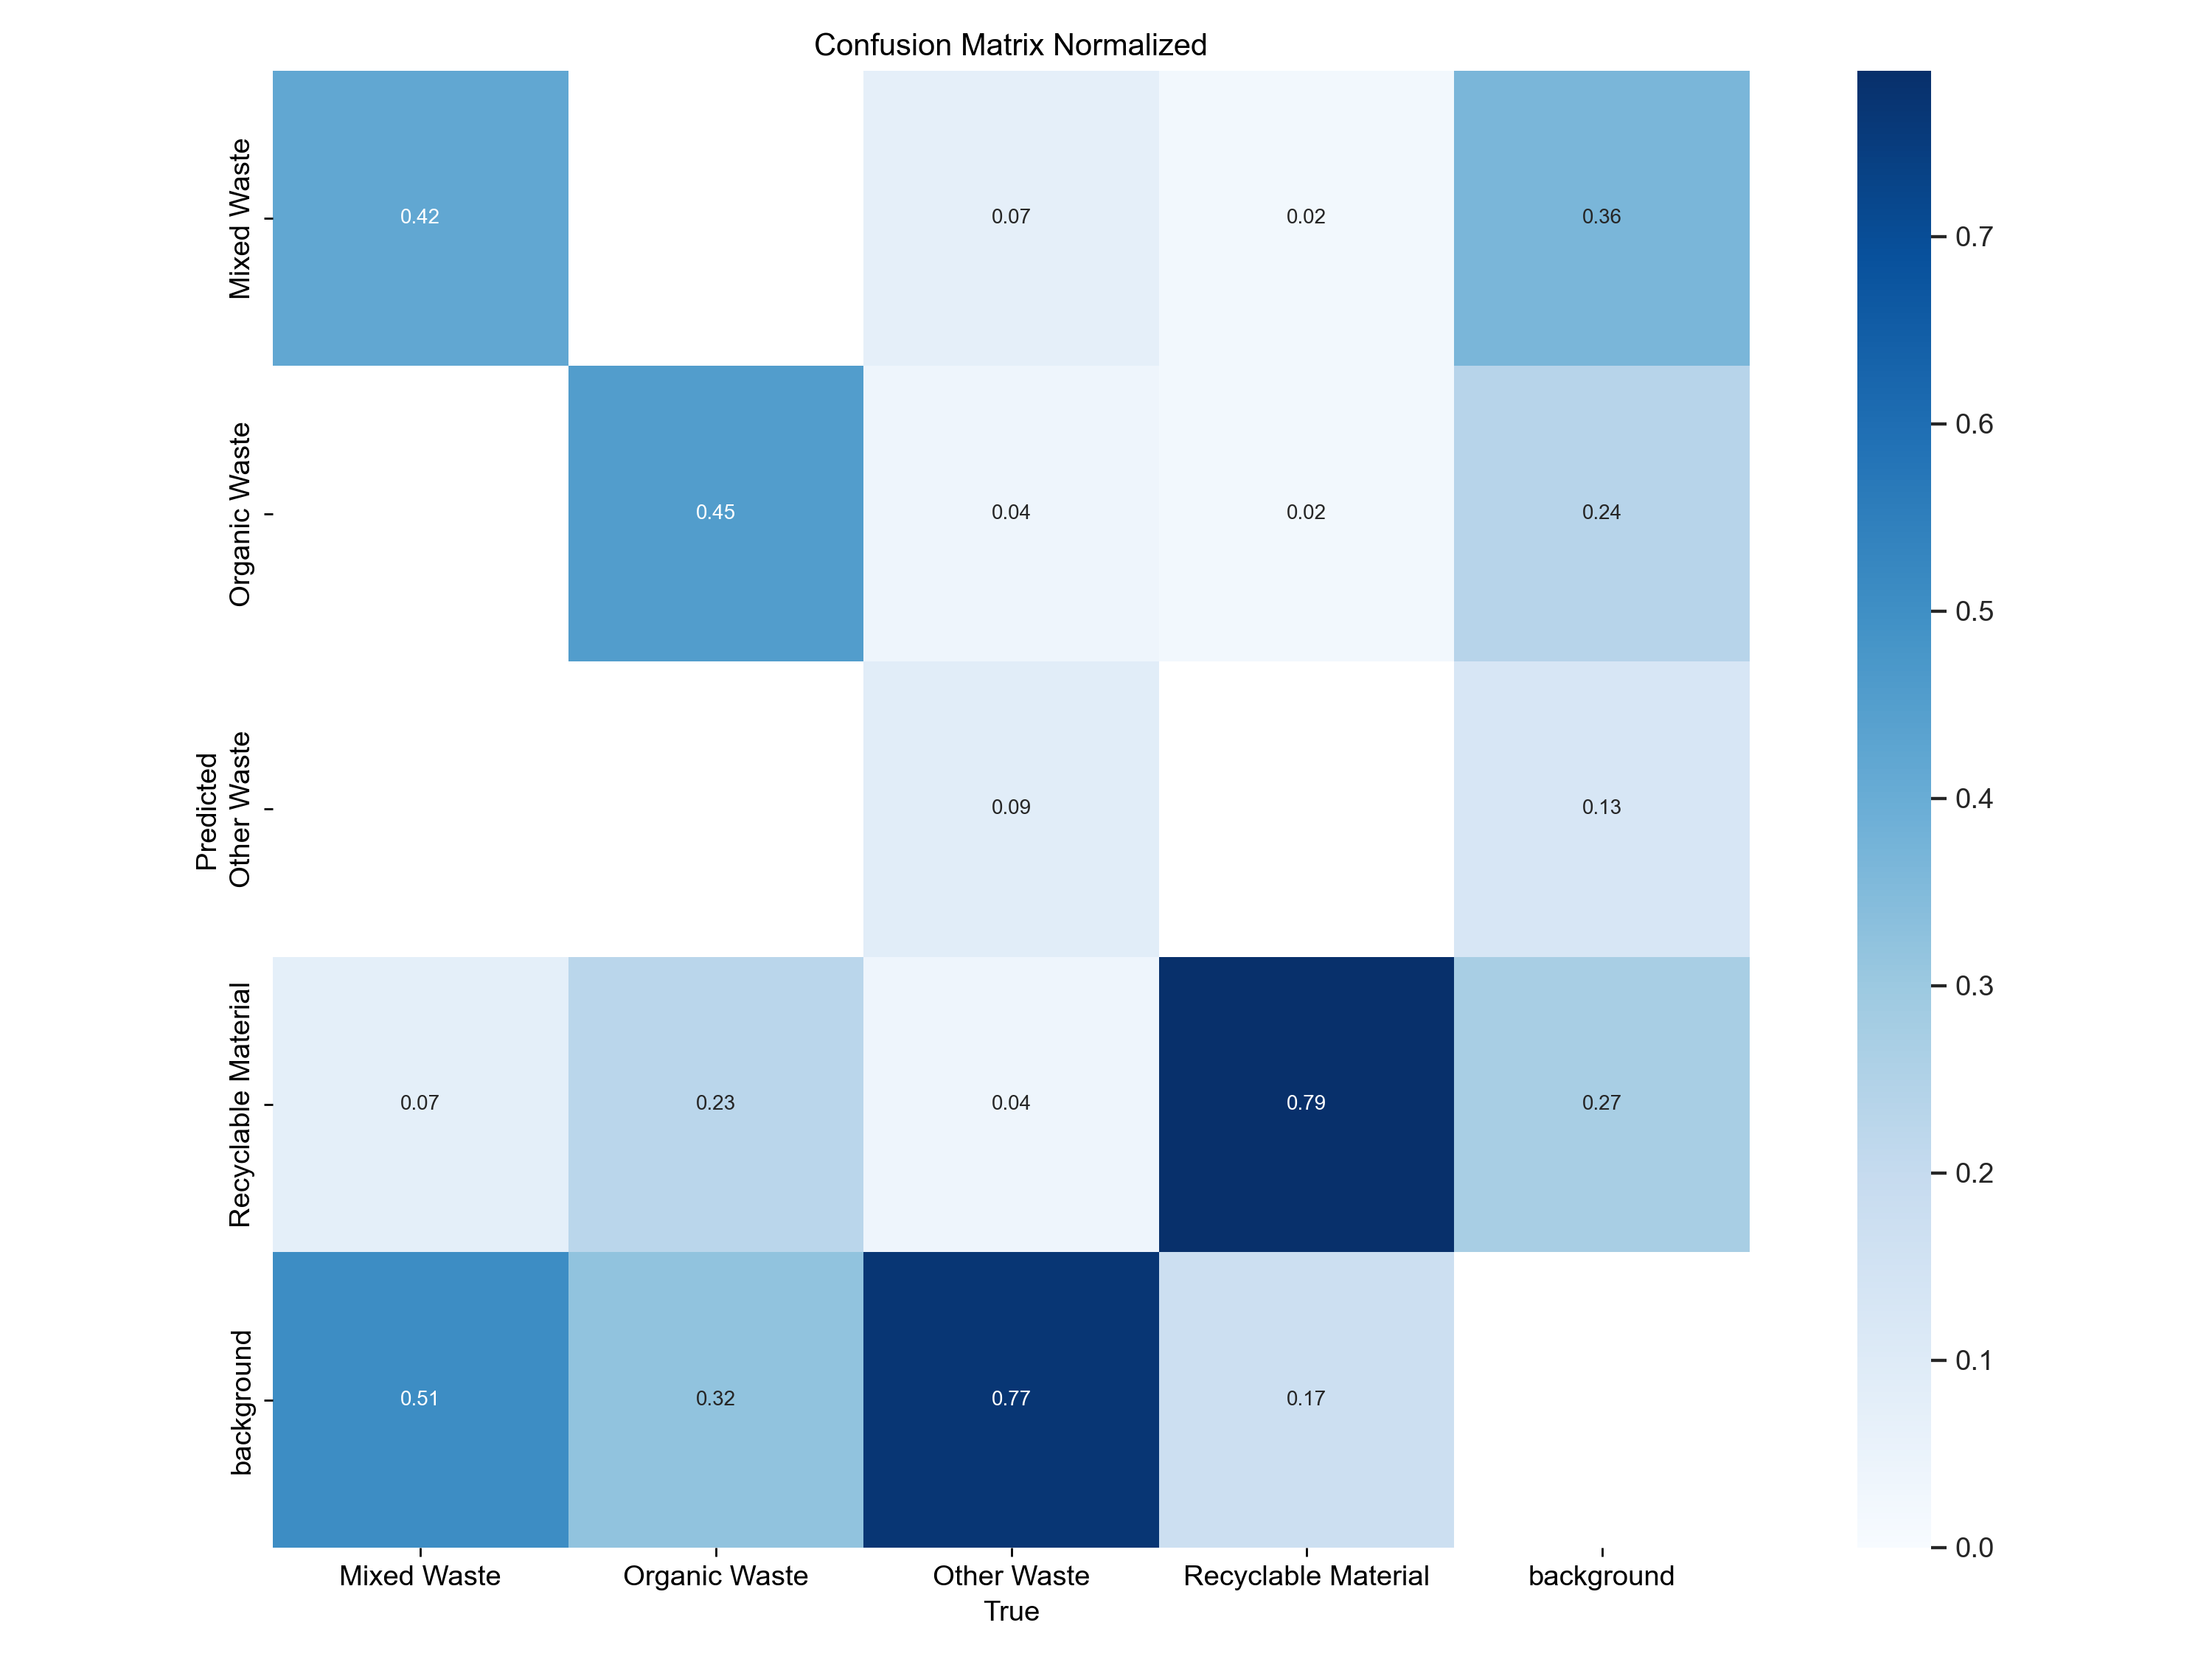 Confusion Matrix Normalized
Mixed Waste
0.42
0.07
0.02
0.36
Organic Waste
0.45
0.04
0.02
0.24
Predicted
Other Waste
0.09
0.13
Recyclable Material
0.07
0.23
0.04
0.79
0.27
background
0.51
0.32
0.77
0.17
Mixed Waste
Organic Waste
Other Waste
Recyclable Material
background
True
0.7
0.6
0.5
0.4
0.3
0.2
0.1
0.0